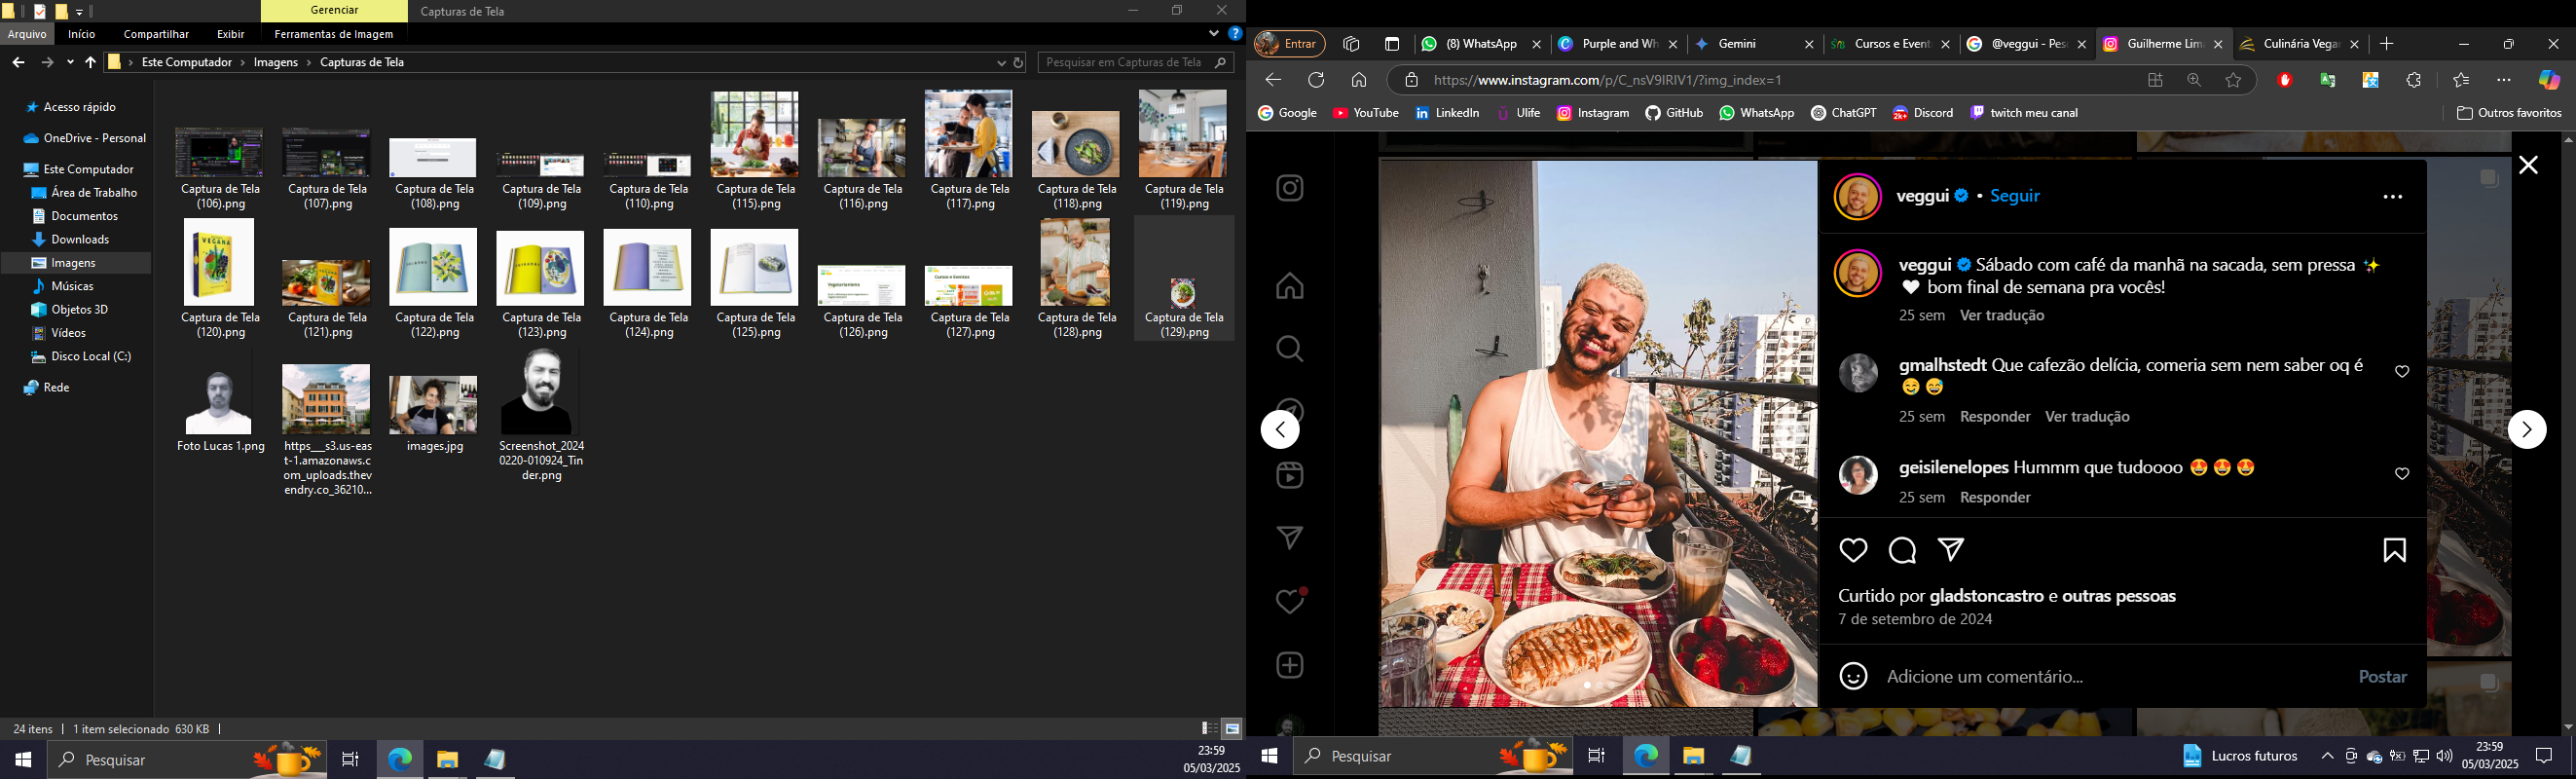 Gerenciar
Capturas de Tela
Arquivo
Início
Compartilhar
Exibir
Ferramentas de Imagem
Este Computador
Imagens
Capturas de Tela
Pesquisar em Capturas de Tela
Acesso rápido
OneDrive - Personal
Este Computador
Área de Trabalho
Documentos
Downloads
Imagens
Músicas
Objetos 3D
Vídeos
Disco Local (C:)
Rede
Captura de Tela
(106).png
Captura de Tela
(107).png
Captura de Tela
(108).png
Captura de Tela
(109).png
Captura de Tela
(110).png
Captura de Tela
(115).png
Captura de Tela
(116).png
Captura de Tela
(117).png
Captura de Tela
(118).png
Captura de Tela
(119).png
VEGANA
Captura de Tela
(120).png
Captura de Tela
(121).png
Captura de Tela
(122).png
Captura de Tela
(123).png
Captura de Tela
(124).png
Captura de Tela
(125).png
Vegetarianismo
Captura de Tela
(126).png
Cursos e Eventos
Captura de Tela
(127).png
Captura de Tela
(128).png
Captura de Tela
(129).png
Foto Lucas 1.png
https___s3.us-eas
t-1.amazonaws.c
om_uploads.thev
endry.co_36210...
images.jpg
Screenshot_2024
0220-010924_Tin
der.png
24 itens
1 item selecionado 630 KB
Pesquisar
23:59
05/03/2025
Entrar
(8) WhatsApp
Purple and Wh
Gemini
Cursos e Event
@veggui - Pes
Guilherme Lim
Culinária Vega
https://www.instagram.com/p/C_nsV9IRIV1/?img_index=1
Google
YouTube
LinkedIn
Ulife
Instagram
GitHub
WhatsApp
ChatGPT
2k+
Discord
twitch meu canal
Outros favoritos
veggui • Seguir
veggui Sábado com café da manhã na sacada, sem pressa ✨
🤍 bom final de semana pra vocês!
25 sem Ver tradução
gmalhstedt Que cafezão delícia, comeria sem nem saber oq é
🤤😅
25 sem Responder Ver tradução
geisilenelopes Hummm que tudoooo 😍😍😍
25 sem Responder
Curtido por gladstoncastro e outras pessoas
7 de setembro de 2024
Adicione um comentário...
Postar
Pesquisar
Lucros futuros
23:59
05/03/2025